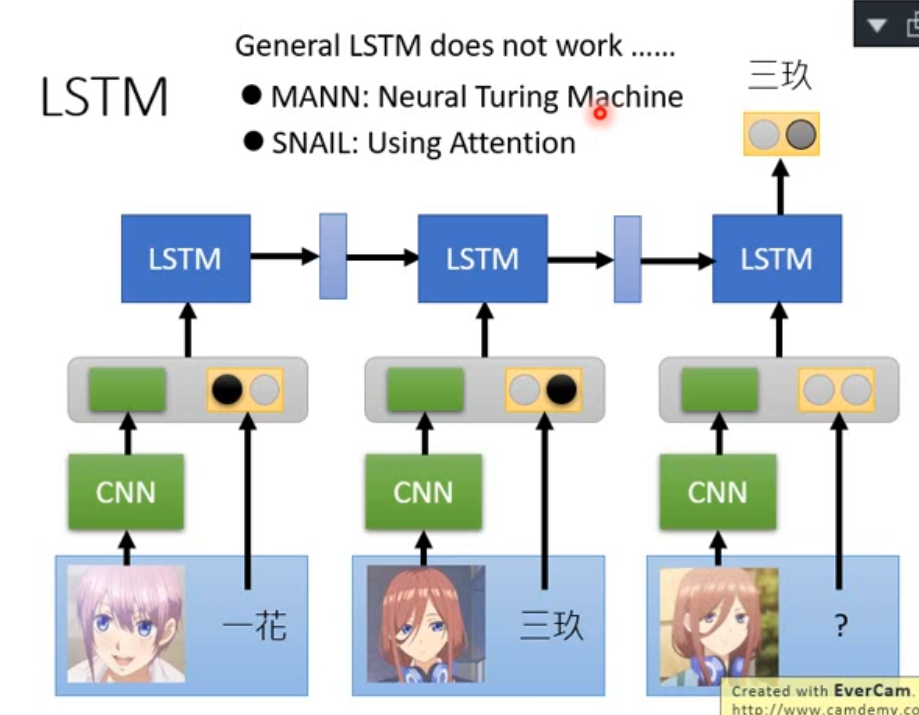 General LSTM does not work ……
LSTM
● MANN: Neural Turing Machine
● SNAIL: Using Attention
三玖
LSTM
LSTM
LSTM
CNN
CNN
CNN
一花
三玖
?
Created with EverCam.
http://www.camdemy.co